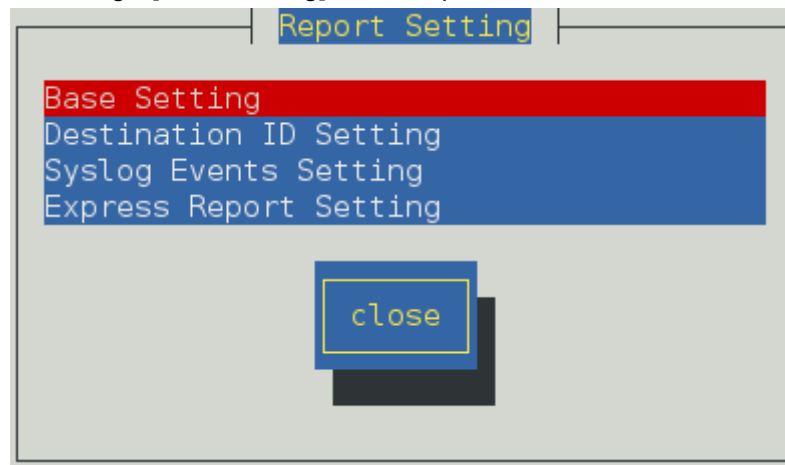 Report Setting
Base Setting
Destination ID Setting
Syslog Events Setting
Express Report Setting
close